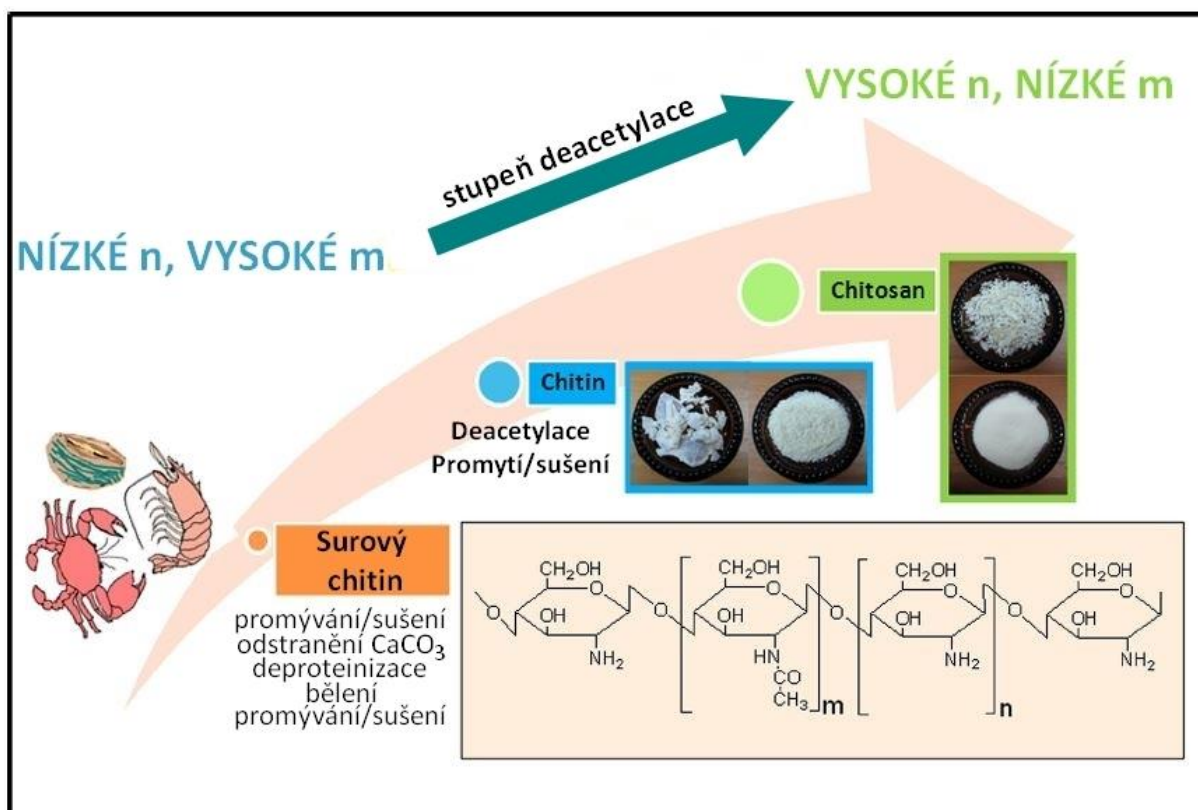 VYSOKÉ n, NÍZKÉ m
stupeň deacetylace
NÍZKÉ n, VYSOKÉ m
Chitosan
Chitin
Deacetylace
Promytí/sušení
Surový
chitin
promývání/sušení
odstranění CaCO₃
deproteinizace
bělení
promývání/sušení
CH₂OH
O
OH
O
NH₂
O
CH₂OH
O
OH
HN
CO
CH₃
m
O
CH₂OH
O
OH
NH₂
n
O
CH₂OH
O
OH
NH₂